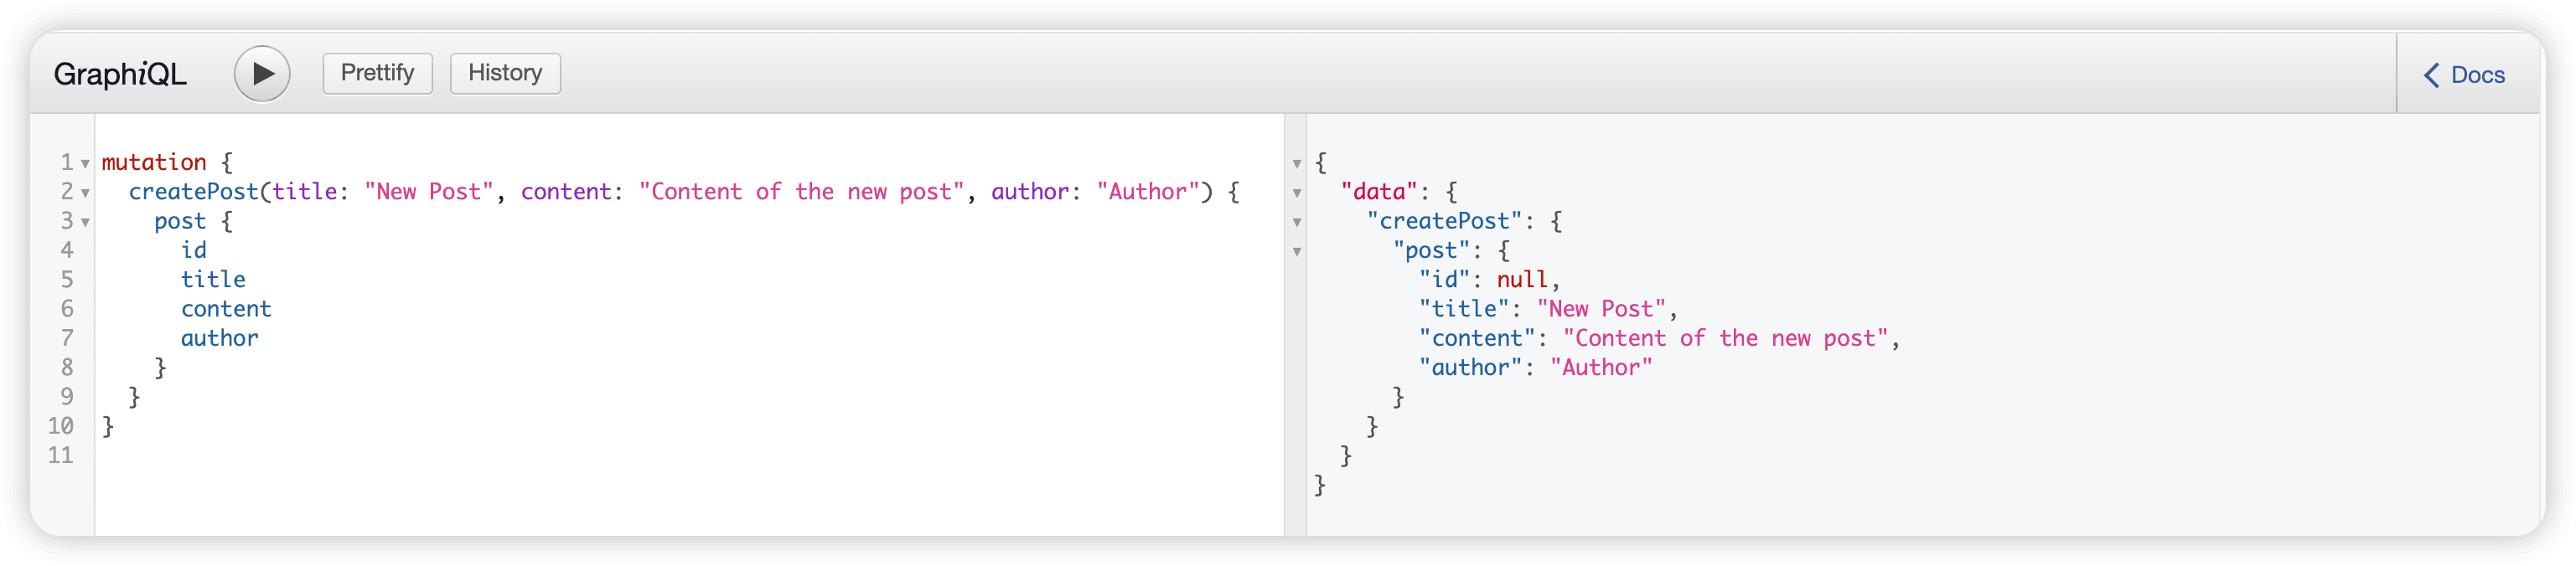 GraphiQL Prettify History Docs
1 mutation {
2 createPost(title: "New Post", content: "Content of the new post", author: "Author") {
3 post {
4 id
5 title
6 content
7 author
8 }
9 }
10 }
11
{
"data": {
"createPost": {
"post": {
"id": null,
"title": "New Post",
"content": "Content of the new post",
"author": "Author"
}
}
}
}